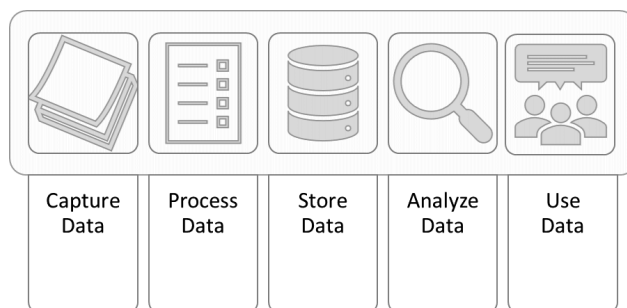 Capture
Data
Process
Data
Store
Data
Analyze
Data
Use
Data